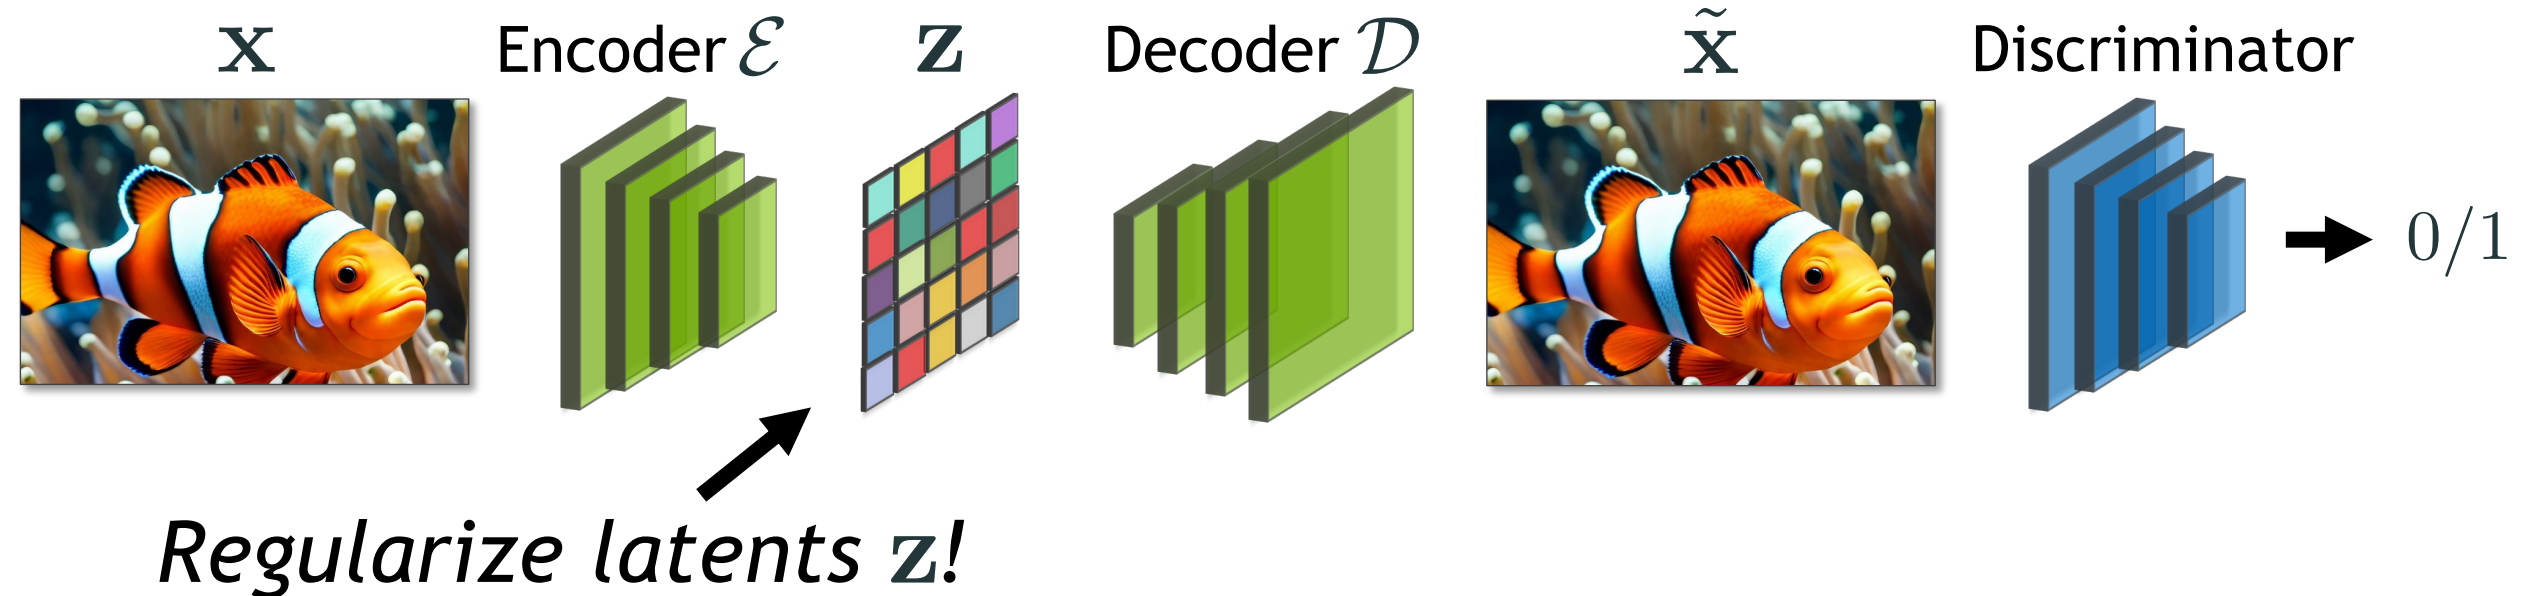 x Encoder ℰ z Decoder 𝒟 x̃ Discriminator
0/1
Regularize latents z!